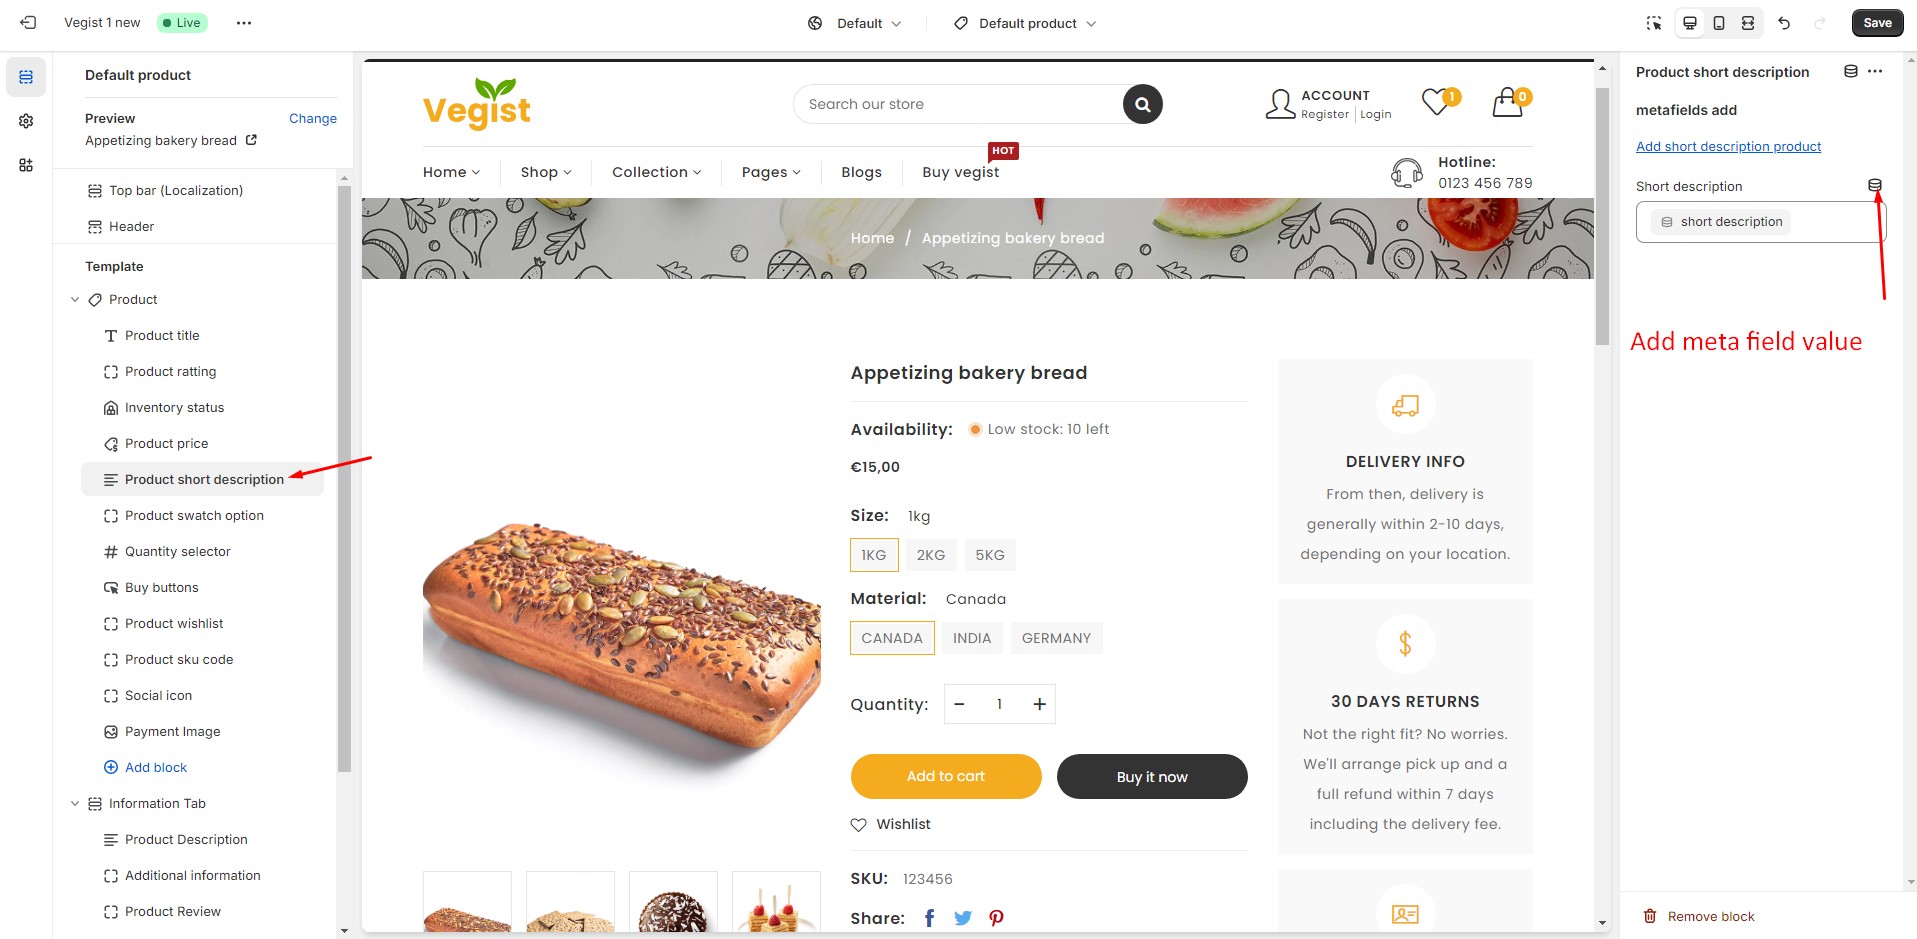 Vegist 1 new
Live
Default
Default product
Save
Default product
Preview
Change
Appetizing bakery bread
Top bar (Localization)
Header
Template
Product
Product title
Product ratting
Inventory status
Product price
Product short description
Product swatch option
Quantity selector
Buy buttons
Product wishlist
Product sku code
Social icon
Payment Image
Add block
Information Tab
Product Description
Additional information
Product Review
Vegist
Search our store
ACCOUNT
Register | Login
1
0
HOT
Home
Shop
Collection
Pages
Blogs
Buy vegist
Hotline:
0123 456 789
Home / Appetizing bakery bread
Appetizing bakery bread
Availability: Low stock: 10 left
€15,00
Size: 1kg
1KG 2KG 5KG
Material: Canada
CANADA INDIA GERMANY
Quantity: − 1 +
Add to cart
Buy it now
Wishlist
SKU: 123456
Share:
DELIVERY INFO
From then, delivery is
generally within 2-10 days,
depending on your location.
$
30 DAYS RETURNS
Not the right fit? No worries.
We'll arrange pick up and a
full refund within 7 days
including the delivery fee.
Product short description
metafields add
Add short description product
Short description
short description
Add meta field value
Remove block